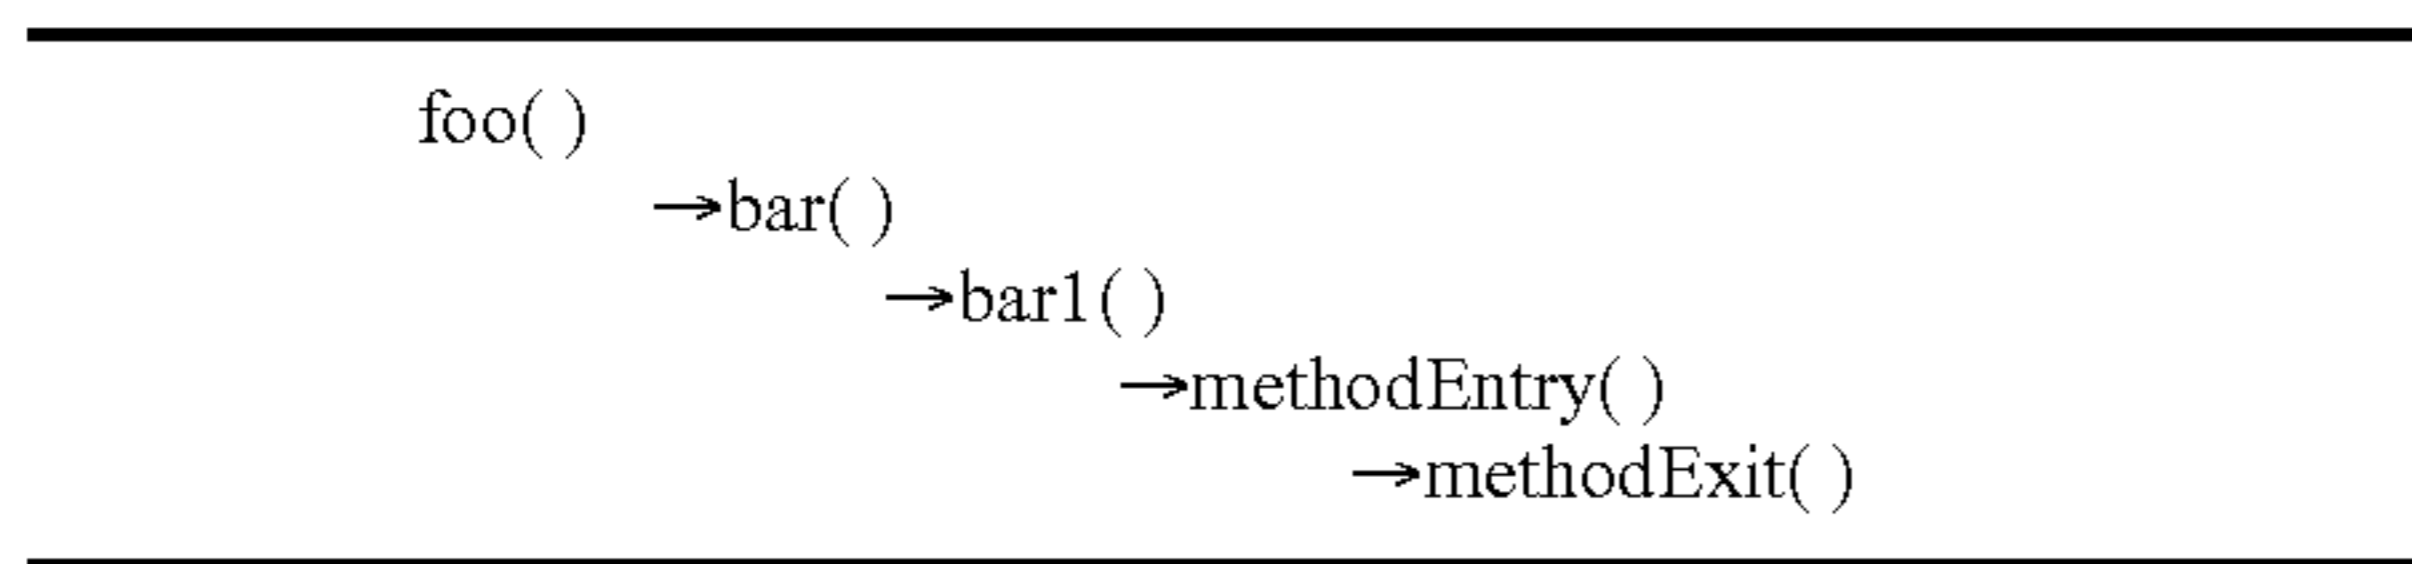 foo( )
→bar( )
→bar1( )
→methodEntry( )
→methodExit( )